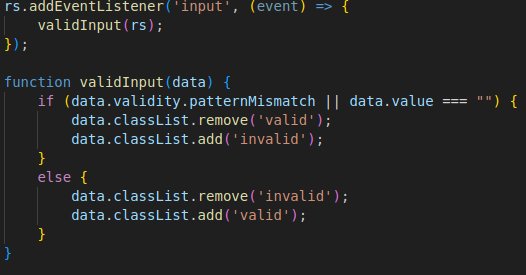 rs.addEventListener('input', (event) => {
    validInput(rs);
});

function validInput(data) {
    if (data.validity.patternMismatch || data.value === "") {
        data.classList.remove('valid');
        data.classList.add('invalid');
    }
    else {
        data.classList.remove('invalid');
        data.classList.add('valid');
    }
}